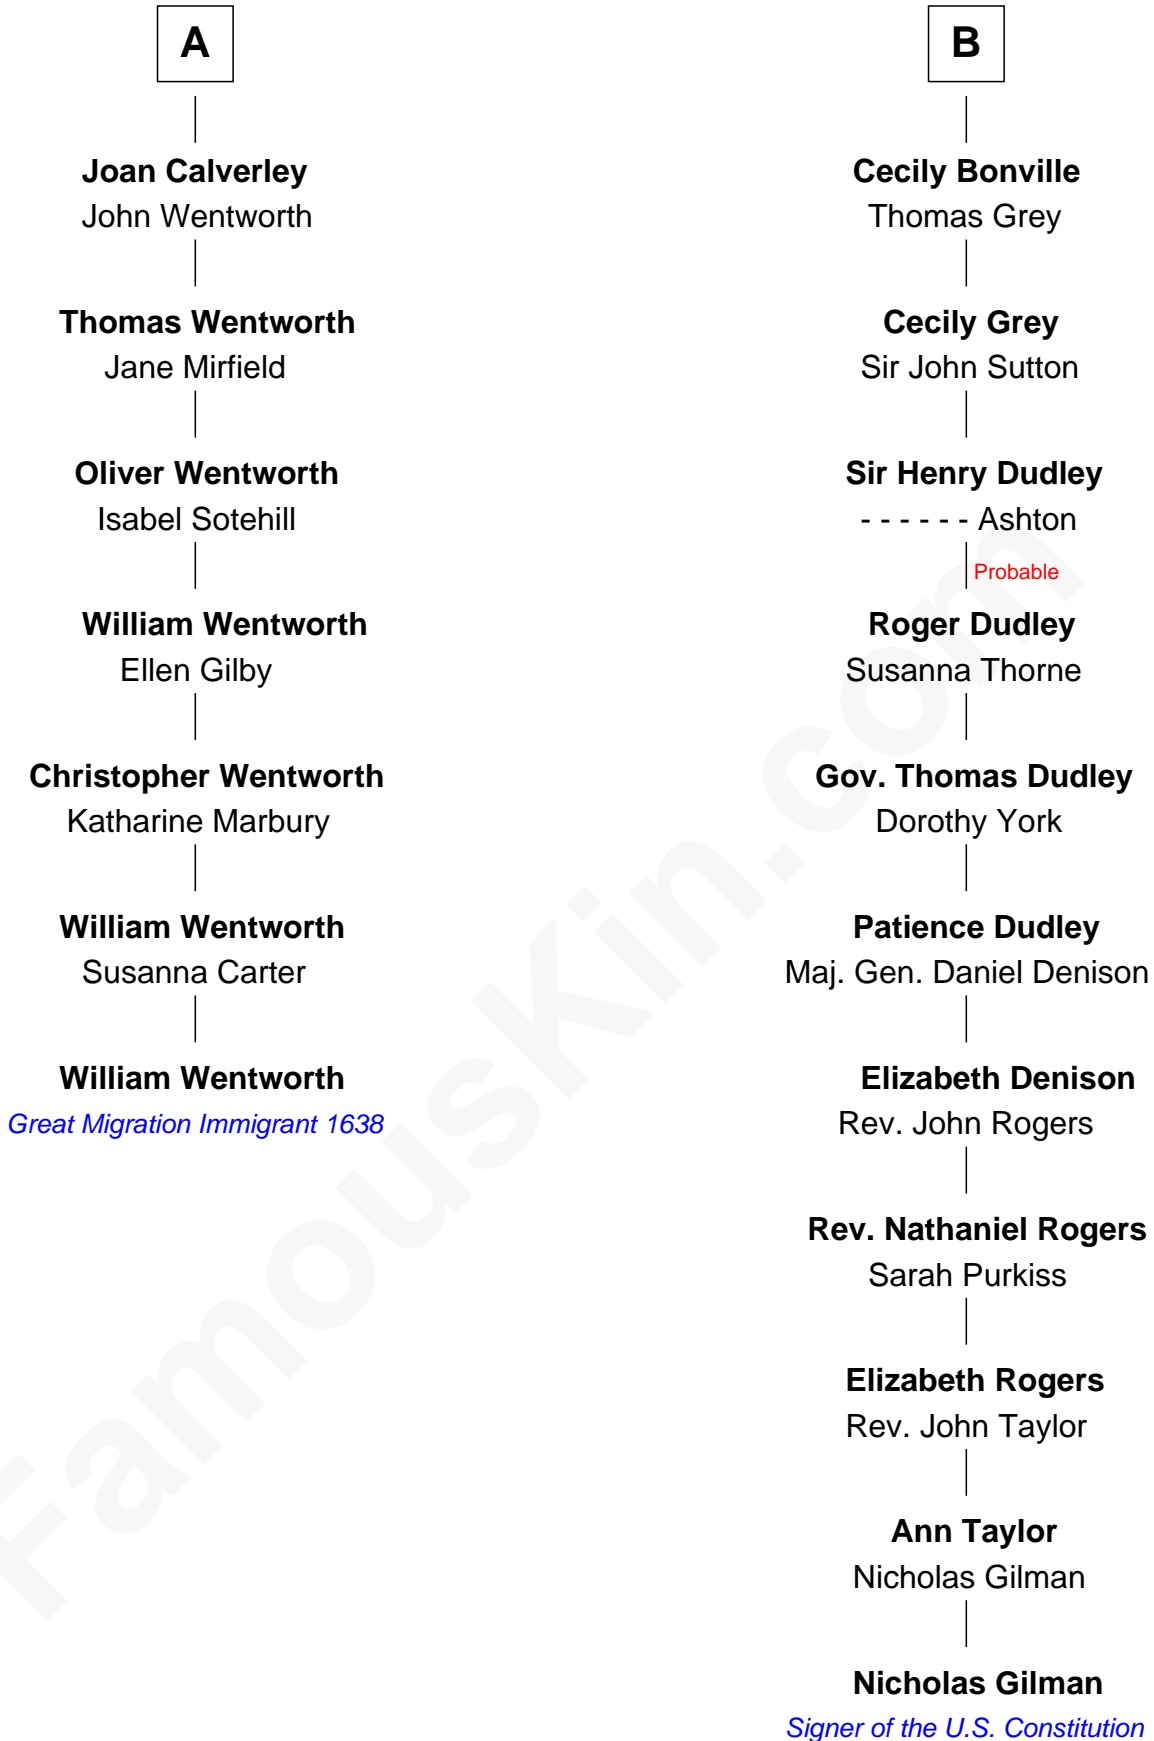 A
Joan Calverley
John Wentworth
Thomas Wentworth
Jane Mirfield
Oliver Wentworth
Isabel Sotehill
William Wentworth
Ellen Gilby
Christopher Wentworth
Katharine Marbury
William Wentworth
Susanna Carter
William Wentworth
Great Migration Immigrant 1638
B
Cecily Bonville
Thomas Grey
Cecily Grey
Sir John Sutton
Sir Henry Dudley
- - - - - - Ashton
Probable
Roger Dudley
Susanna Thorne
Gov. Thomas Dudley
Dorothy York
Patience Dudley
Maj. Gen. Daniel Denison
Elizabeth Denison
Rev. John Rogers
Rev. Nathaniel Rogers
Sarah Purkiss
Elizabeth Rogers
Rev. John Taylor
Ann Taylor
Nicholas Gilman
Nicholas Gilman
Signer of the U.S. Constitution
FamousKin.com